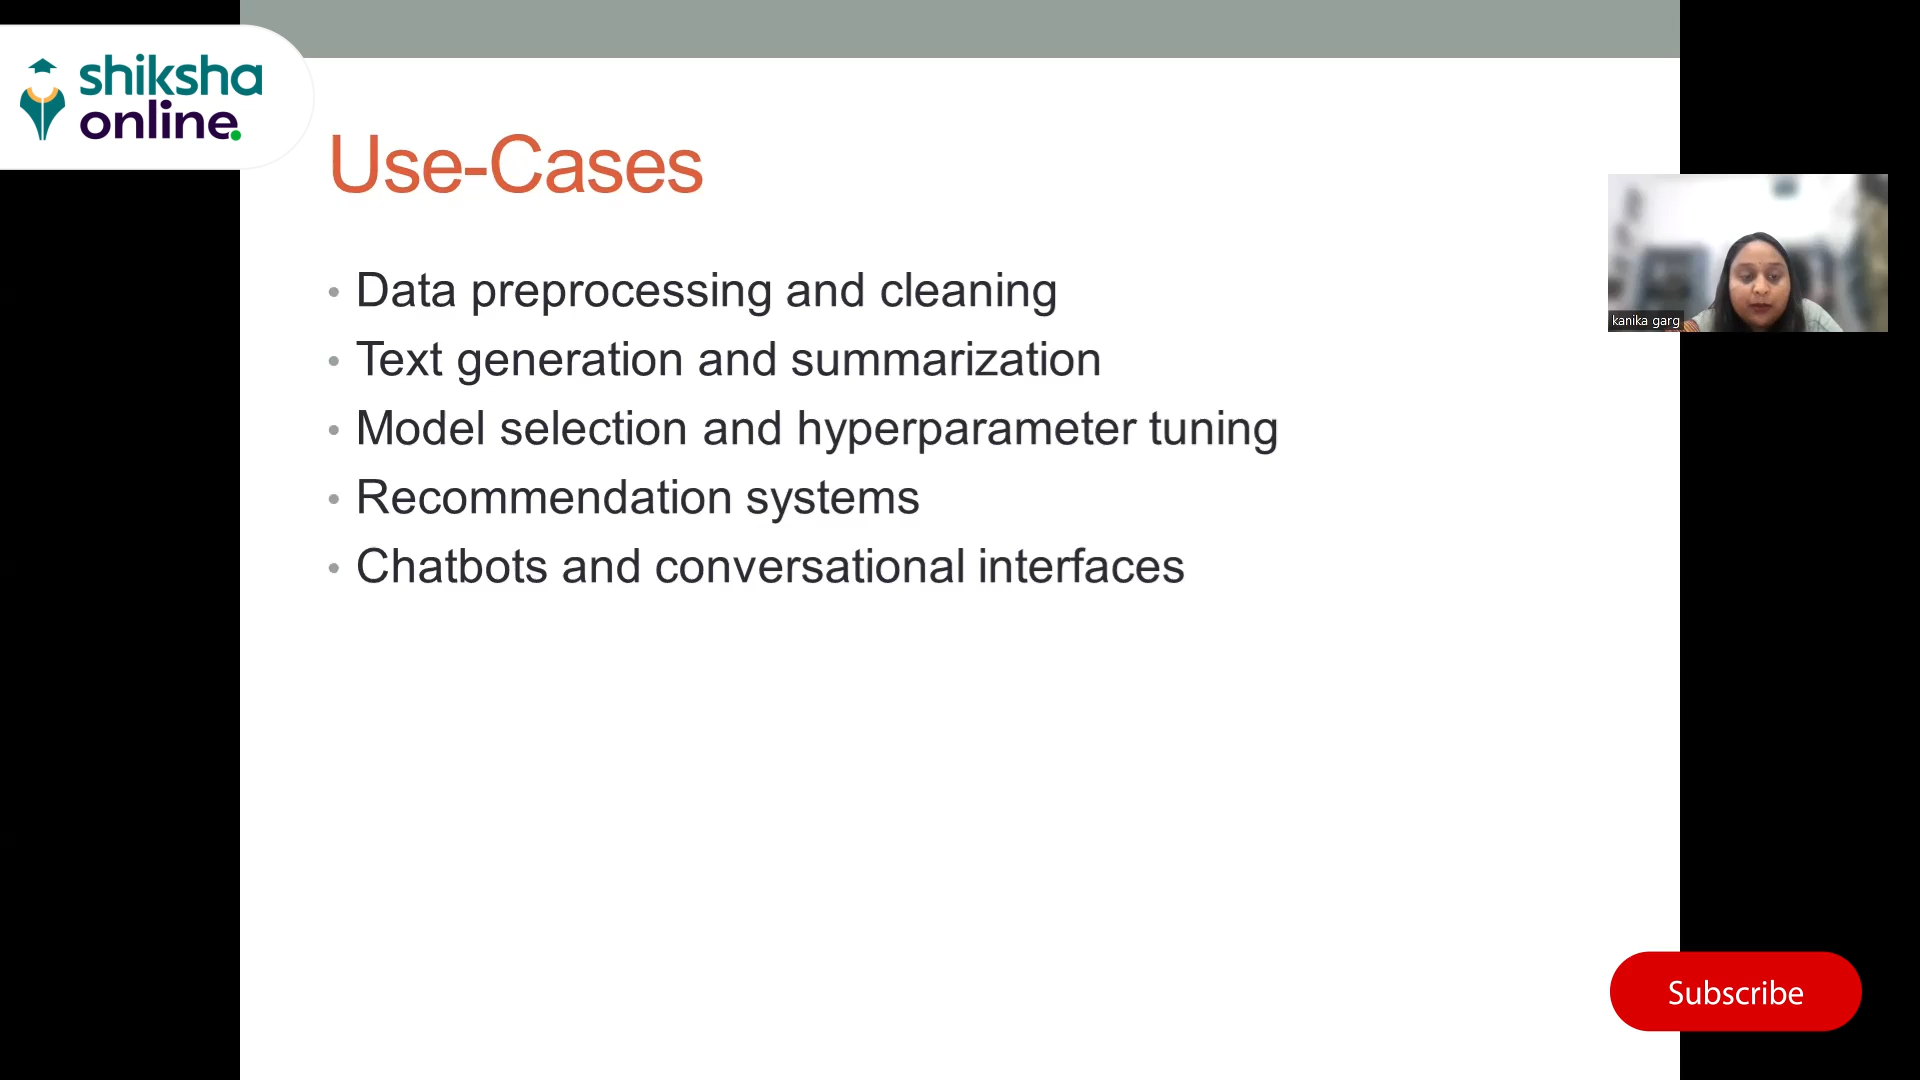 shiksha
online
Use-Cases
• Data preprocessing and cleaning
• Text generation and summarization
• Model selection and hyperparameter tuning
• Recommendation systems
• Chatbots and conversational interfaces
kanika garg
Subscribe